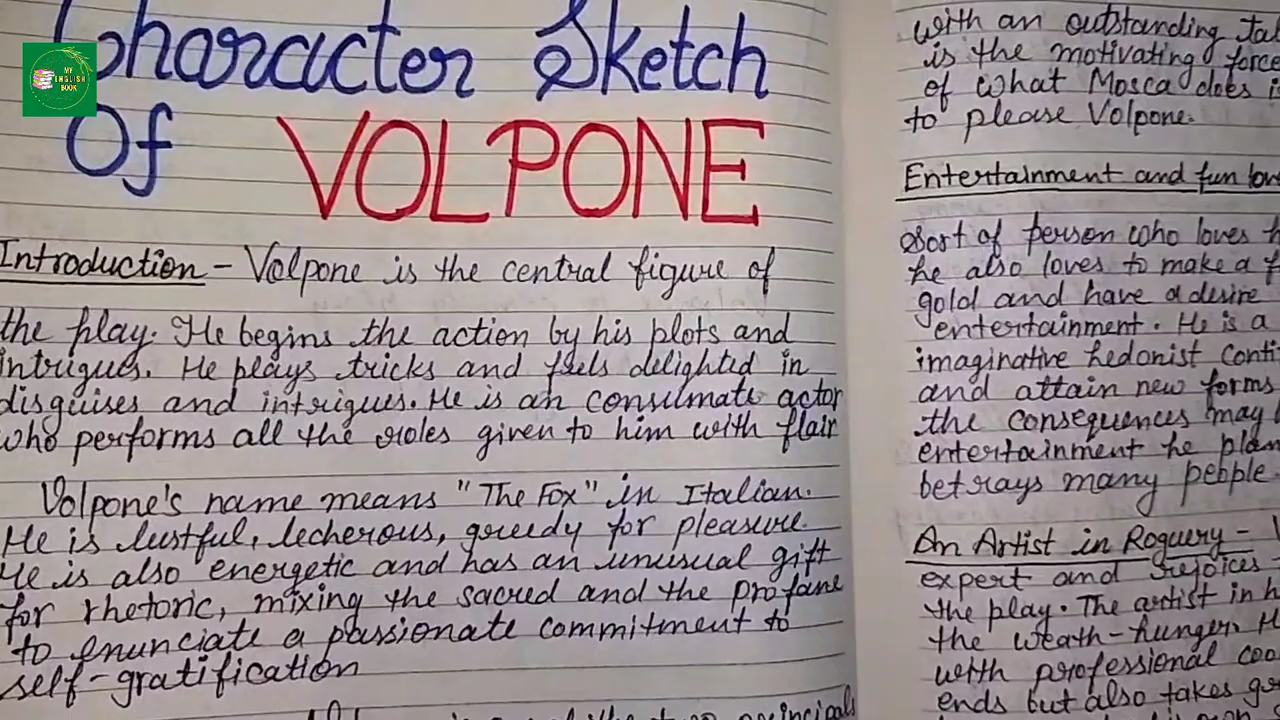 Character Sketch
Of VOLPONE
MY
ENGLISH
BOOK
Introduction - Volpone is the central figure of
the play. He begins the action by his plots and
intrigues. He plays tricks and feels delighted in
disguises and intrigues. He is an consumate actor
who performs all the roles given to him with flair
Volpone's name means "The Fox" in Italian.
He is lustful, lecherous, greedy for pleasure.
He is also energetic and has an unusual gift
for rhetoric, mixing the sacred and the profane
to enunciate a passionate commitment to
self-gratification
principals
with an outstanding
is the motivating force
of what Mosca does
to please Volpone.
Entertainment and fun
Sort of person who loves
he also loves to make a
gold and have a desire
entertainment. He is a
imaginative hedonist
and attain new forms
the consequences may
entertainment he
betrays many people
An Artist in Roguery -
expert and rejoices
the play. The artist in
the weath-hunger.
with professional
ends but also takes